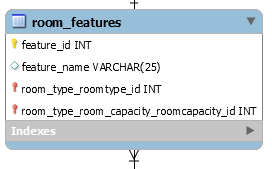 room_features
feature_id INT
feature_name VARCHAR(25)
room_type_roomtype_id INT
room_type_room_capacity_roomcapacity_id INT
Indexes